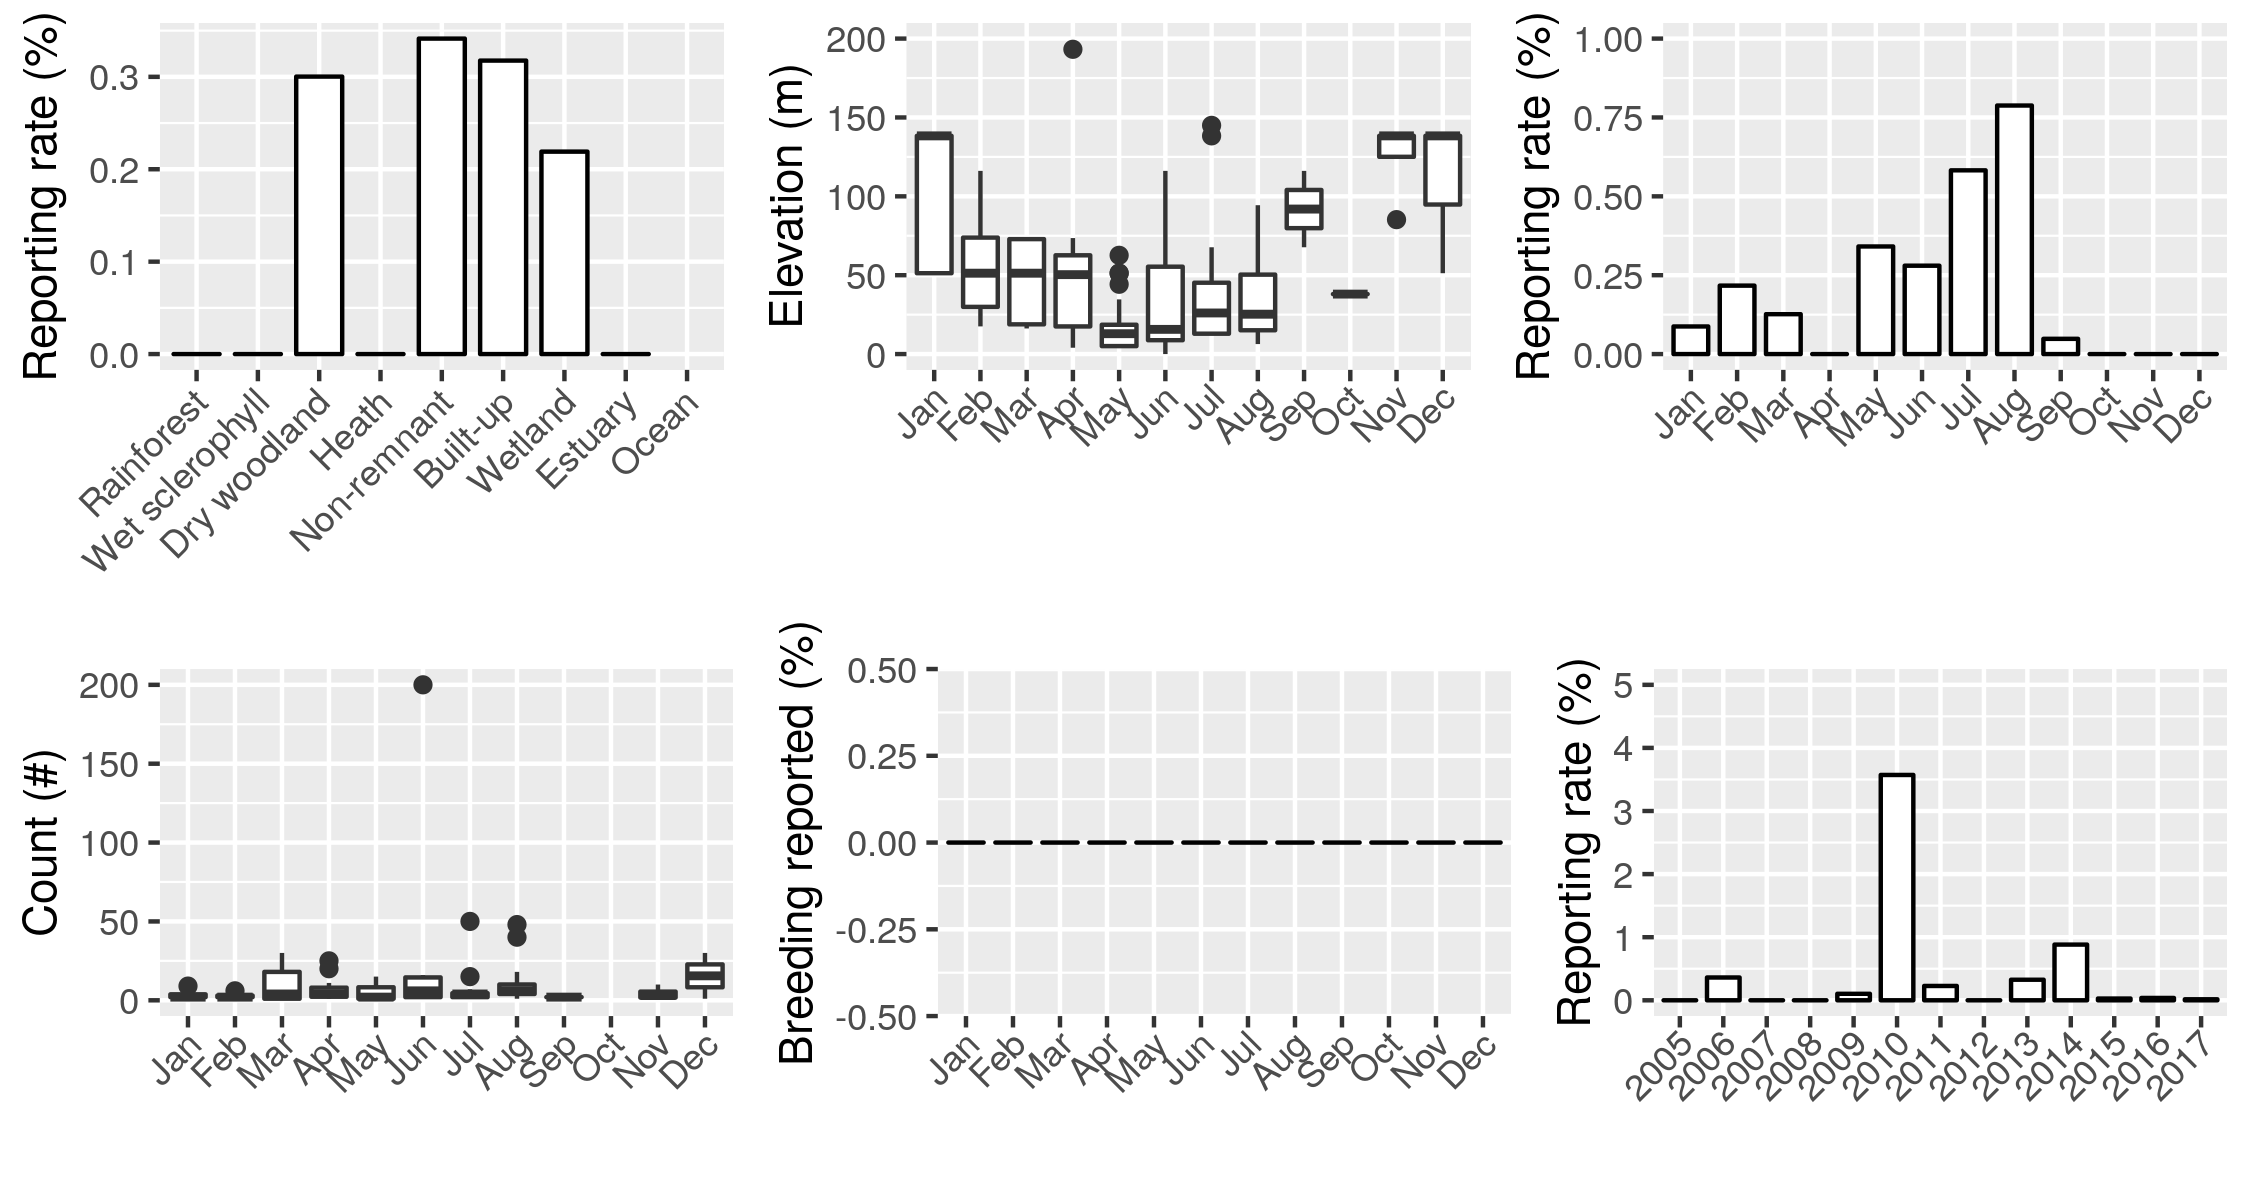 Reporting rate (%)
0.3
0.2
0.1
0.0
Rainforest
Wet sclerophyll
Dry woodland
Heath
Non-remnant
Built-up
Wetland
Estuary
Ocean
Elevation (m)
200
150
100
50
0
Jan
Feb
Mar
Apr
May
Jun
Jul
Aug
Sep
Oct
Nov
Dec
Reporting rate (%)
1.00
0.75
0.50
0.25
0.00
Jan
Feb
Mar
Apr
May
Jun
Jul
Aug
Sep
Oct
Nov
Dec
Count (#)
200
150
100
50
0
Jan
Feb
Mar
Apr
May
Jun
Jul
Aug
Sep
Oct
Nov
Dec
Breeding reported (%)
0.50
0.25
0.00
-0.25
-0.50
Jan
Feb
Mar
Apr
May
Jun
Jul
Aug
Sep
Oct
Nov
Dec
Reporting rate (%)
5
4
3
2
1
0
2005
2006
2007
2008
2009
2010
2011
2012
2013
2014
2015
2016
2017